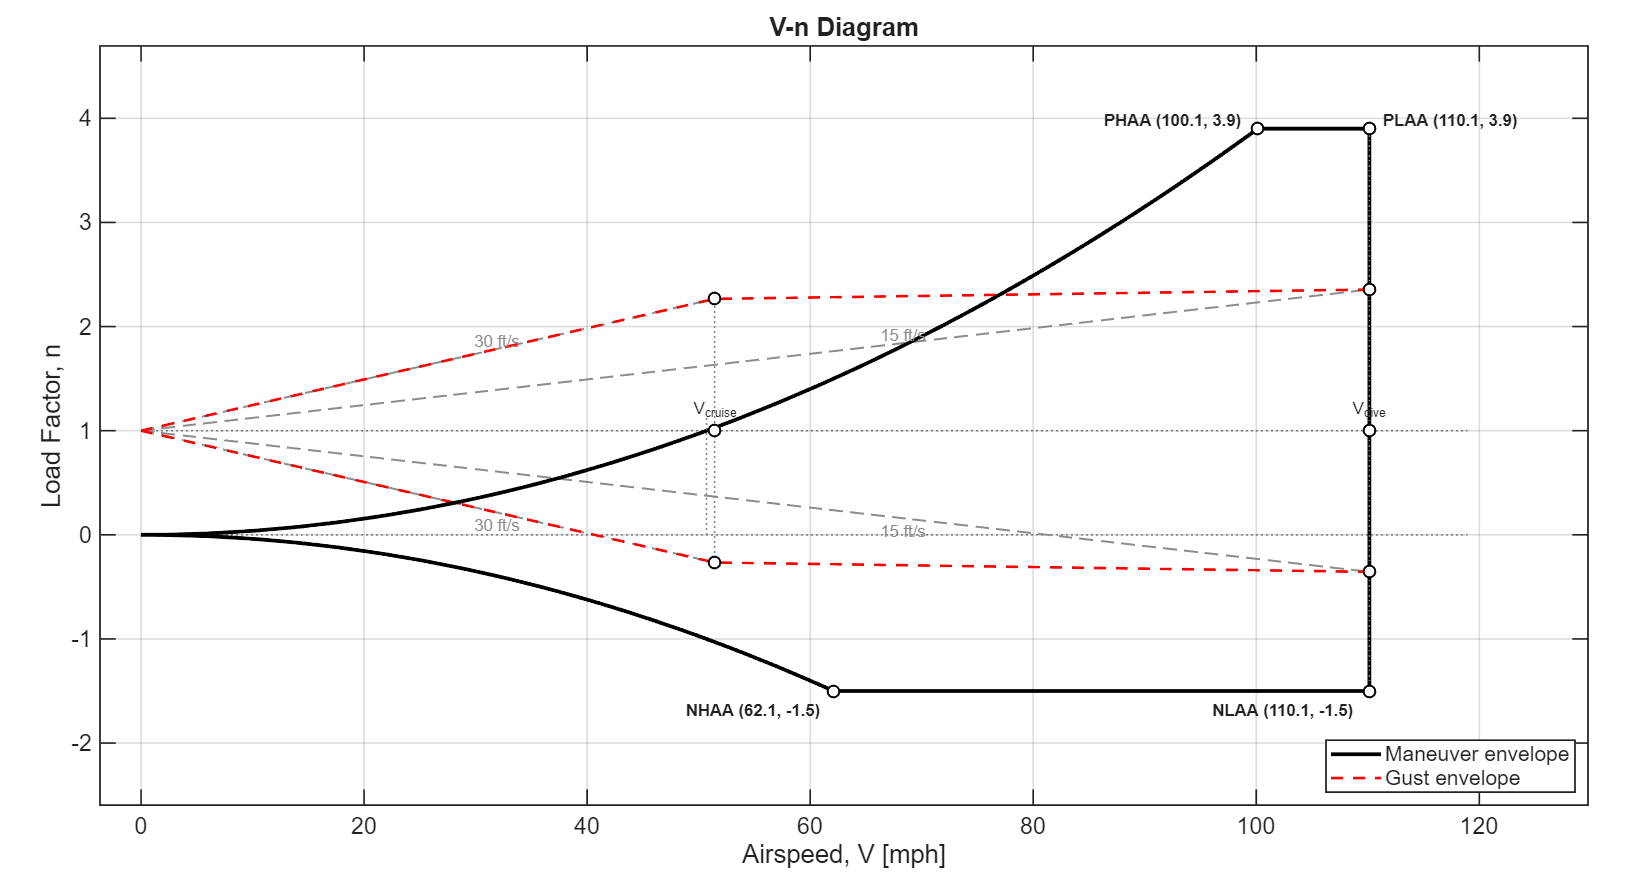 V-n Diagram
4
3
2
1
0
-1
-2
Load Factor, n
PHAA (100.1, 3.9)
PLAA (110.1, 3.9)
30 ft/s
15 ft/s
Vcruise
Vdive
30 ft/s
15 ft/s
NHAA (62.1, -1.5)
NLAA (110.1, -1.5)
Maneuver envelope
Gust envelope
0
20
40
60
80
100
120
Airspeed, V [mph]